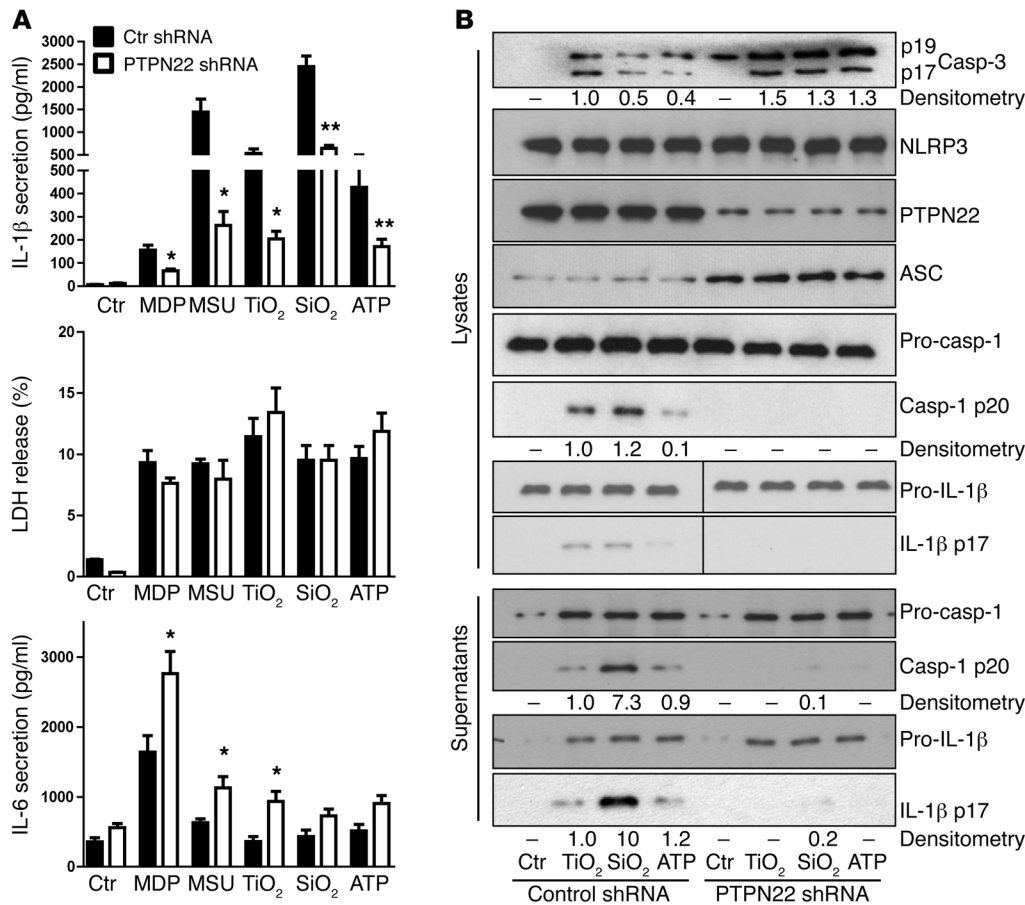 A
Ctr shRNA
PTPN22 shRNA
IL-1β secretion (pg/ml)
3000
2500
2000
1500
1000
500
500
400
300
200
100
0
* * * ** **
Ctr MDP MSU TiO2 SiO2 ATP
LDH release (%)
20
15
10
5
0
Ctr MDP MSU TiO2 SiO2 ATP
IL-6 secretion (pg/ml)
3000
2000
1000
0
* * *
Ctr MDP MSU TiO2 SiO2 ATP
B
Lysates
p19
p17 Casp-3
– 1.0 0.5 0.4 – 1.5 1.3 1.3 Densitometry
NLRP3
PTPN22
ASC
Pro-casp-1
Casp-1 p20
– 1.0 1.2 0.1 – – – – Densitometry
Pro-IL-1β
IL-1β p17
Supernatants
Pro-casp-1
Casp-1 p20
– 1.0 7.3 0.9 – – 0.1 – Densitometry
Pro-IL-1β
IL-1β p17
– 1.0 10 1.2 – – 0.2 – Densitometry
Ctr TiO2 SiO2 ATP Ctr TiO2 SiO2 ATP
Control shRNA PTPN22 shRNA